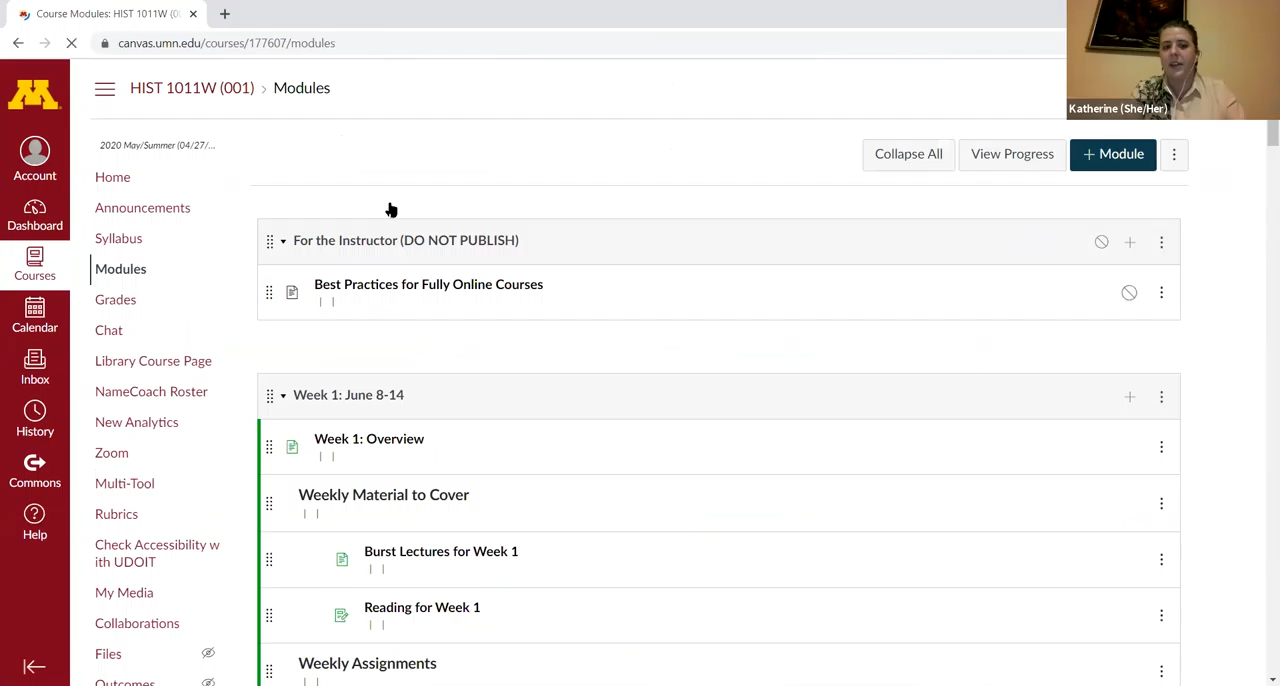 Course Modules: HIST 1011W (00
canvas.umn.edu/courses/177607/modules
Katherine (She/Her)
M
HIST 1011W (001) > Modules
2020 May/Summer (04/27/...
Collapse All
View Progress
+ Module
Account
Dashboard
Courses
Calendar
Inbox
History
Commons
Help
Home
Announcements
Syllabus
Modules
Grades
Chat
Library Course Page
NameCoach Roster
New Analytics
Zoom
Multi-Tool
Rubrics
Check Accessibility w
ith UDOIT
My Media
Collaborations
Files
Outcomes
For the Instructor (DO NOT PUBLISH)
Best Practices for Fully Online Courses
Week 1: June 8-14
Week 1: Overview
Weekly Material to Cover
Burst Lectures for Week 1
Reading for Week 1
Weekly Assignments